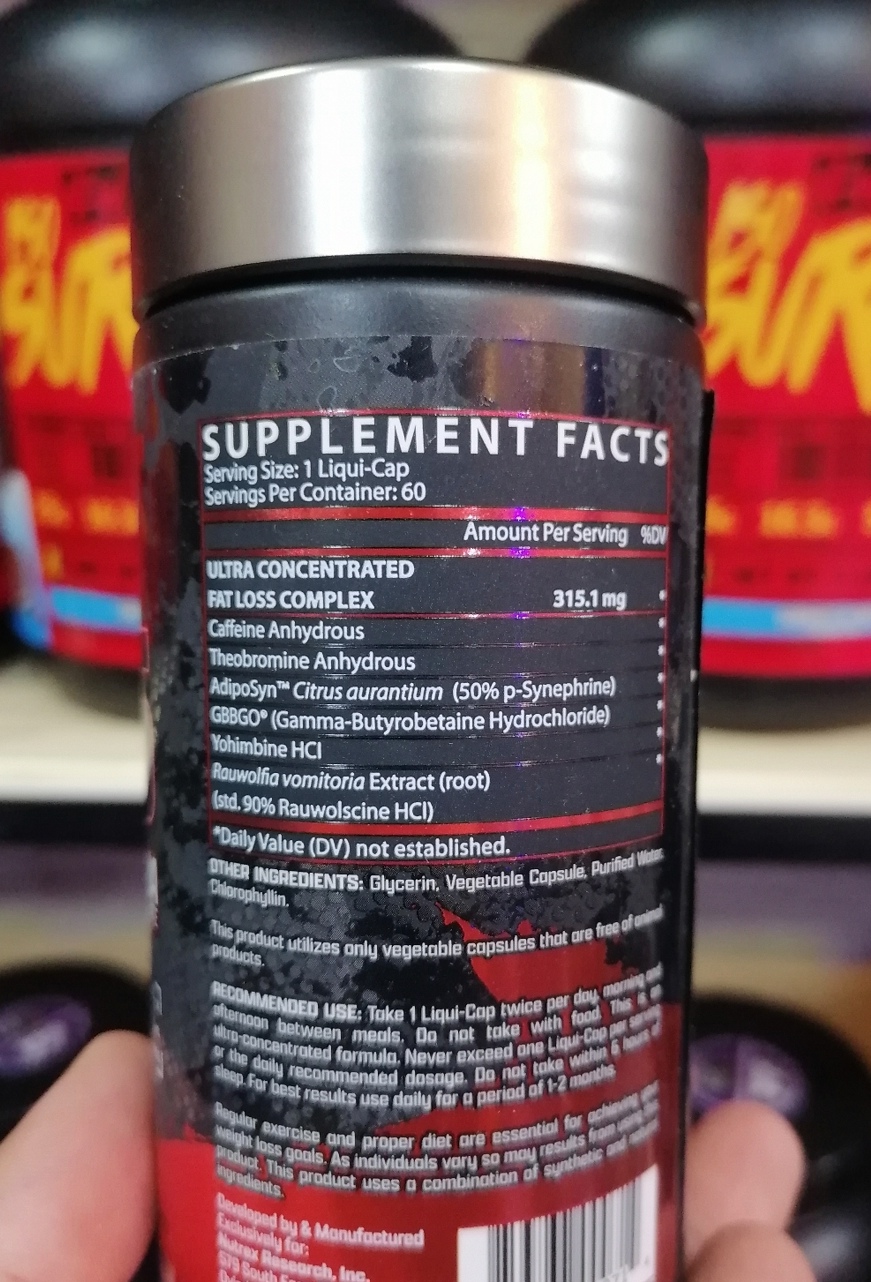 SUPPLEMENT FACTS
Serving Size: 1 Liqui-Cap
Servings Per Container: 60
Amount Per Serving %DV
ULTRA CONCENTRATED
FAT LOSS COMPLEX 315.1 mg *
Caffeine Anhydrous *
Theobromine Anhydrous *
AdipoSyn™ Citrus aurantium (50% p-Synephrine) *
GBBGO® (Gamma-Butyrobetaine Hydrochloride) *
Yohimbine HCl *
Rauwolfia vomitoria Extract (root) *
(std. 90% Rauwolscine HCl)
*Daily Value (DV) not established.
OTHER INGREDIENTS: Glycerin, Vegetable Capsule, Purified Water,
Chlorophyllin.
This product utilizes only vegetable capsules that are free of animal
products.
RECOMMENDED USE: Take 1 Liqui-Cap twice per day, morning and
afternoon between meals. Do not take with food. This is an
ultra-concentrated formula. Never exceed one Liqui-Cap per serving
or the daily recommended dosage. Do not take within 6 hours of
sleep. For best results use daily for a period of 1-2 months.
Regular exercise and proper diet are essential for achieving your
weight loss goals. As individuals vary so may results from using this
product. This product uses a combination of synthetic and natural
ingredients.
Developed by & Manufactured
Exclusively for:
Nutrex Research, Inc.
579 South
ISO
SUR
ISO
SUR